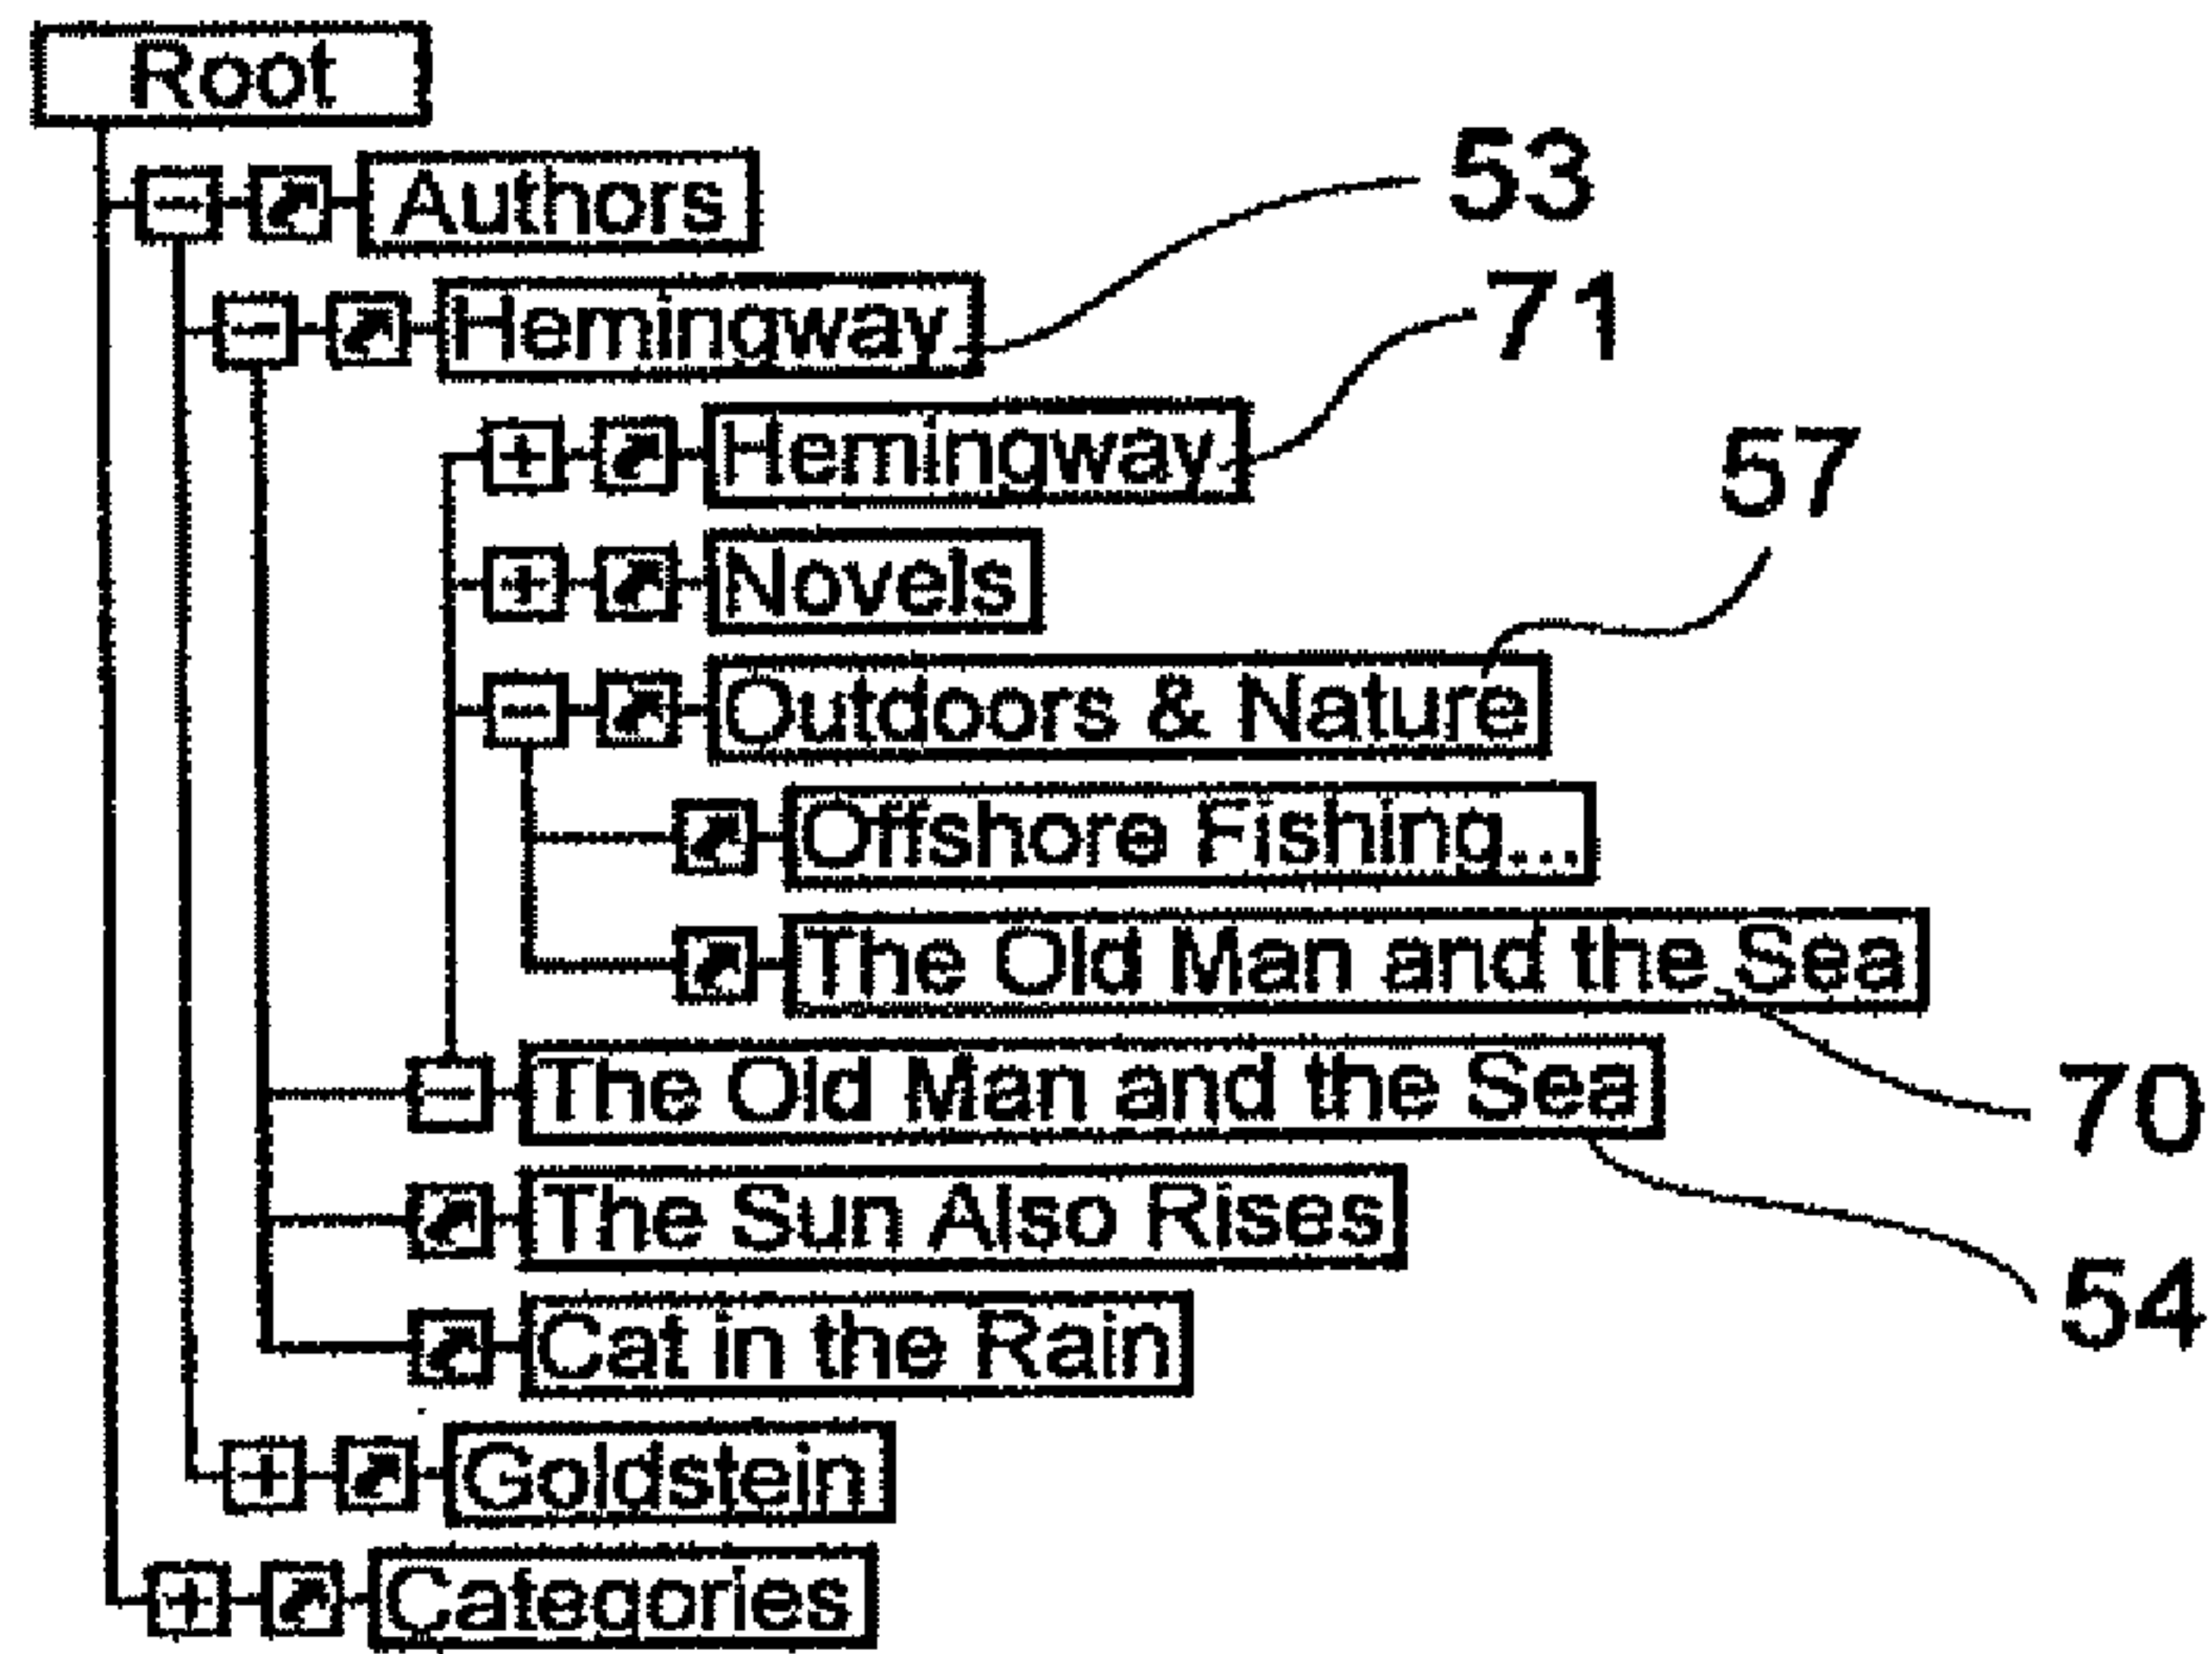 Root
Authors
53
Hemingway
71
Hemingway
57
Novels
Outdoors & Nature
Offshore Fishing...
The Old Man and the Sea
70
The Old Man and the Sea
The Sun Also Rises
54
Cat in the Rain
Goldstein
Categories